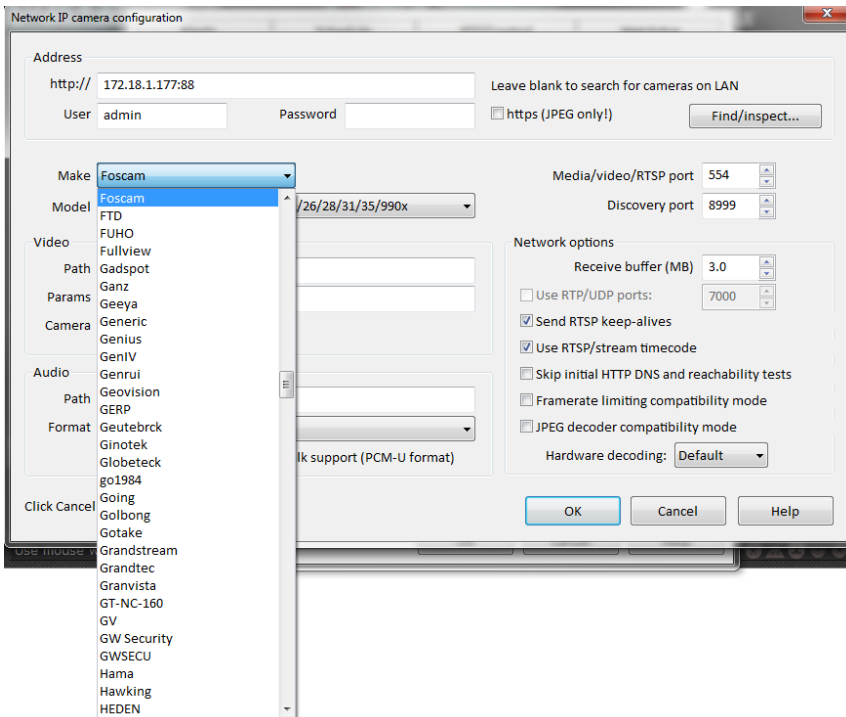 Network IP camera configuration
x
Address
http:// 172.18.1.177:88 Leave blank to search for cameras on LAN
User admin Password https (JPEG only!) Find/inspect...
Make Foscam Media/video/RTSP port 554
Model /26/28/31/35/990x Discovery port 8999
Video Network options
Path Receive buffer (MB) 3.0
Params Use RTP/UDP ports: 7000
Camera Send RTSP keep-alives
Use RTSP/stream timecode
Audio Skip initial HTTP DNS and reachability tests
Path Framerate limiting compatibility mode
Format JPEG decoder compatibility mode
lk support (PCM-U format) Hardware decoding: Default
Click Cancel OK Cancel Help
Use mouse w
Foscam
FTD
FUHO
Fullview
Gadspot
Ganz
Geeya
Generic
Genius
GenIV
Genrui
Geovision
GERP
Geutebrck
Ginotek
Globeteck
go1984
Going
Golbong
Gotake
Grandstream
Grandtec
Granvista
GT-NC-160
GV
GW Security
GWSECU
Hama
Hawking
HEDEN